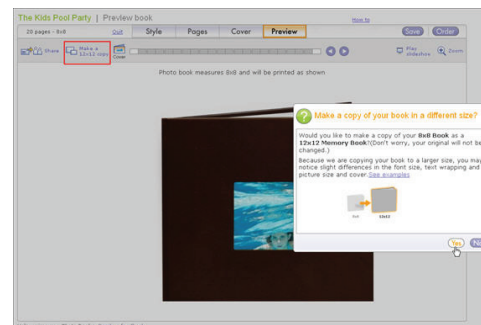 The Kids Pool Party | Preview book
How to
20 pages - 8x8 Quit Style Pages Cover Preview Save Order
Share Make a 12x12 copy Cover Play slideshow Zoom
Photo book measures 8x8 and will be printed as shown
Make a copy of your book in a different size?
Would you like to make a copy of your 8x8 Book as a
12x12 Memory Book?(Don't worry, your original will not be
changed.)
Because we are copying your book to a larger size, you may
notice slight differences in the font size, text wrapping and
picture size and cover.See examples
8x8 12x12
Yes No